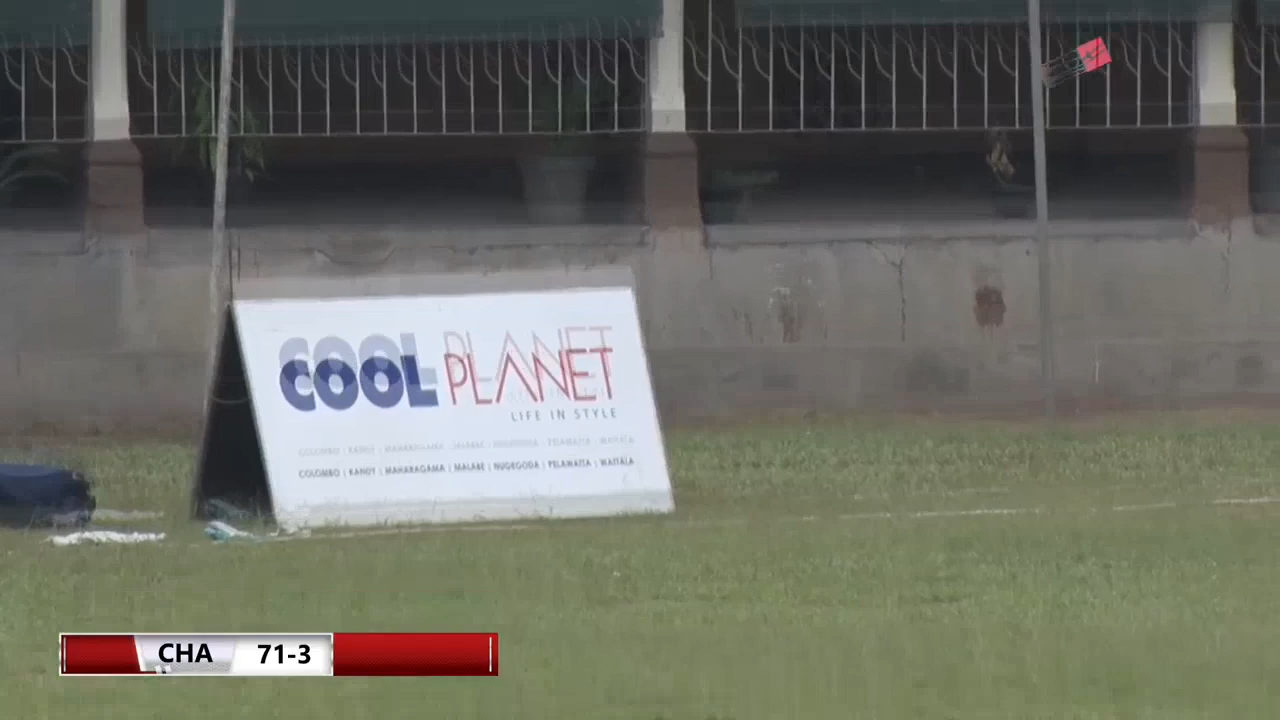 COOL PLANET
LIFE IN STYLE
COLOMBO | KANDY | MAHARAGAMA | MALABE | NUGEGODA | PELAWATTA | WATTALA
CHA 71-3